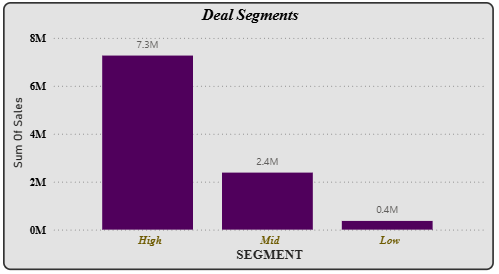 Deal Segments
8M
7.3M
6M
4M
2.4M
2M
0.4M
0M
Sum Of Sales
High Mid Low
SEGMENT